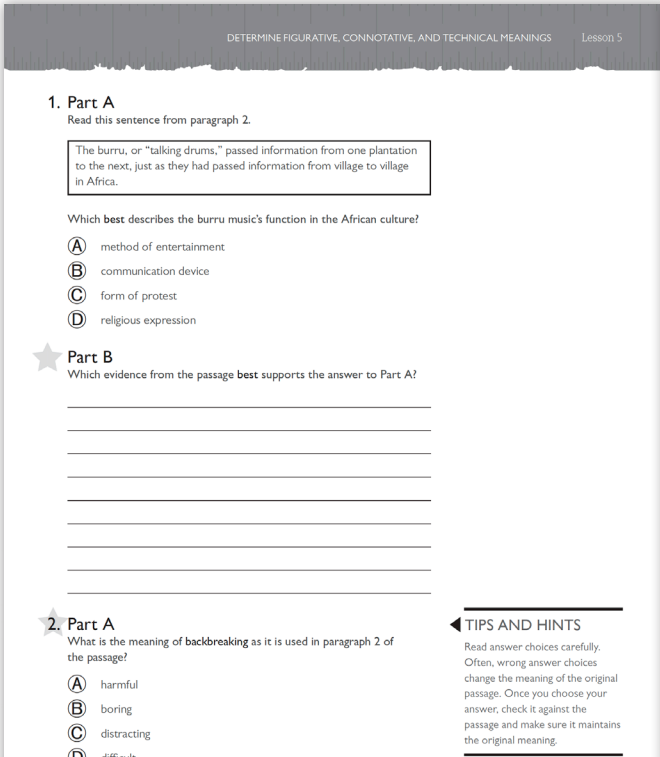 DETERMINE FIGURATIVE, CONNOTATIVE, AND TECHNICAL MEANINGS Lesson 5
1. Part A
Read this sentence from paragraph 2.
The burru, or “talking drums,” passed information from one plantation
to the next, just as they had passed information from village to village
in Africa.
Which best describes the burru music’s function in the African culture?
A method of entertainment
B communication device
C form of protest
D religious expression
Part B
Which evidence from the passage best supports the answer to Part A?
2. Part A
What is the meaning of backbreaking as it is used in paragraph 2 of
the passage?
A harmful
B boring
C distracting
D difficult
TIPS AND HINTS
Read answer choices carefully.
Often, wrong answer choices
change the meaning of the original
passage. Once you choose your
answer, check it against the
passage and make sure it maintains
the original meaning.